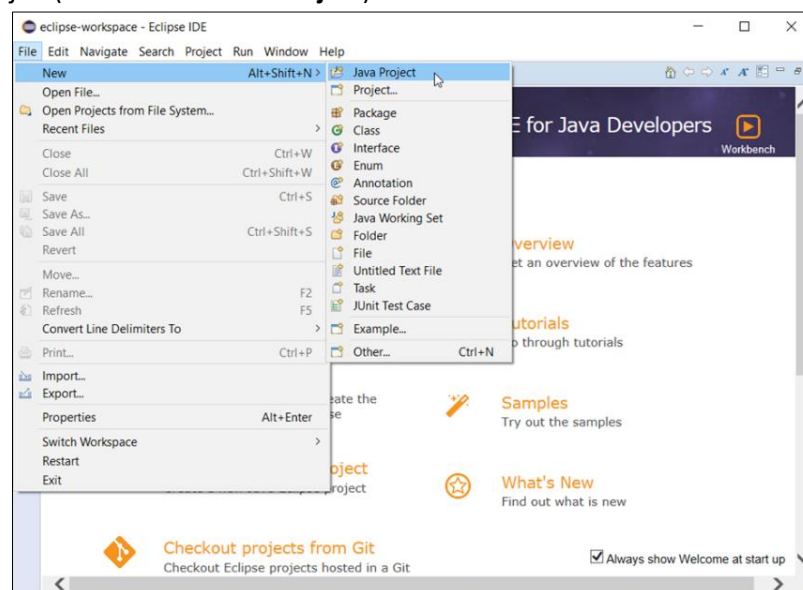 eclipse-workspace - Eclipse IDE
File Edit Navigate Search Project Run Window Help
New Alt+Shift+N >
Open File...
Open Projects from File System...
Recent Files >
Close Ctrl+W
Close All Ctrl+Shift+W
Save Ctrl+S
Save As...
Save All Ctrl+Shift+S
Revert
Move...
Rename... F2
Refresh F5
Convert Line Delimiters To >
Print... Ctrl+P
Import...
Export...
Properties Alt+Enter
Switch Workspace >
Restart
Exit
Java Project
Project...
Package
Class
Interface
Enum
Annotation
Source Folder
Java Working Set
Folder
File
Untitled Text File
Task
JUnit Test Case
Example...
Other... Ctrl+N
E for Java Developers
Workbench
verview
et an overview of the features
utorials
through tutorials
eate the
se
Samples
Try out the samples
oject
project
What's New
Find out what is new
Checkout projects from Git
Checkout Eclipse projects hosted in a Git
Always show Welcome at start up